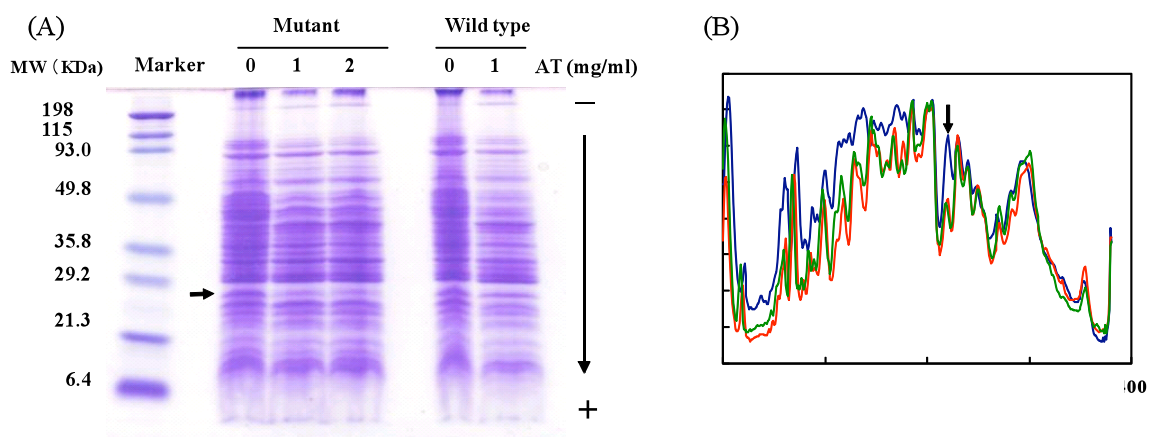 (A)
Mutant
Wild type
MW (KDa)
Marker
0
1
2
0
1
AT (mg/ml)
198
115
93.0
49.8
35.8
29.2
21.3
6.4
−
+
(B)
00